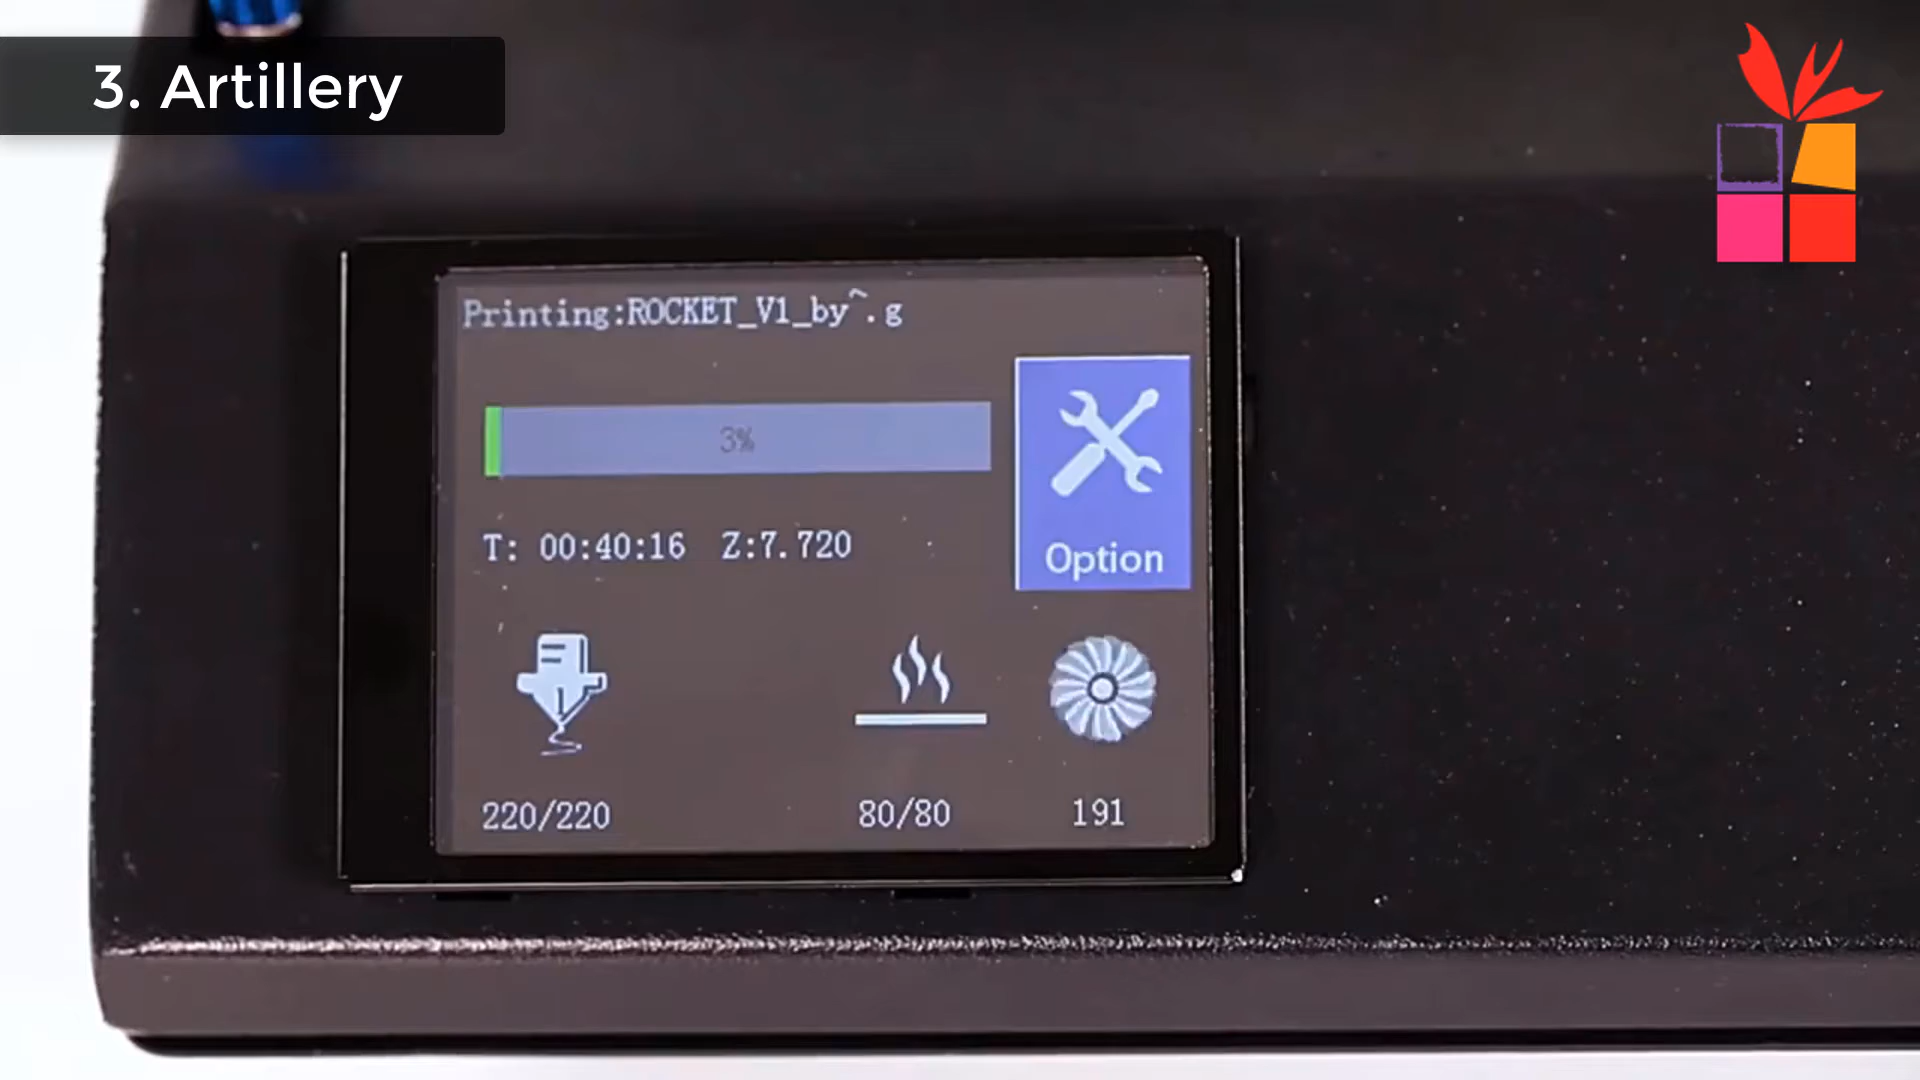 3. Artillery
Printing:ROCKET_V1_by~.g
3%
T: 00:40:16 Z:7.720
Option
220/220
80/80
191